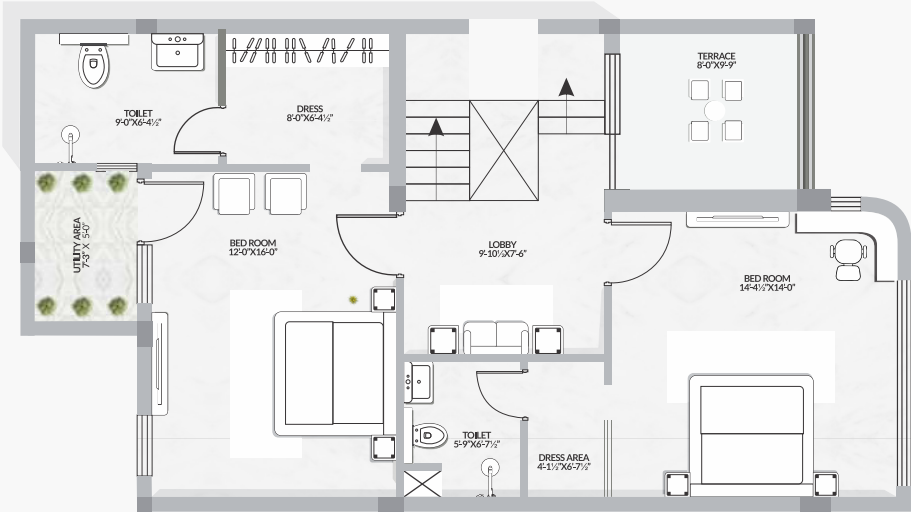 TOILET
9'-0"X6'-4½"
DRESS
8'-0"X6'-4½"
TERRACE
8'-0"X9'-9"
UTILITY AREA
7'-3" X 5'-0"
BED ROOM
12'-0"X16'-0"
LOBBY
9'-10½X7'-6"
BED ROOM
14'-4½"X14'-0"
TOILET
5'-9"X6'-7½"
DRESS AREA
4'-1½"X6'-7½"